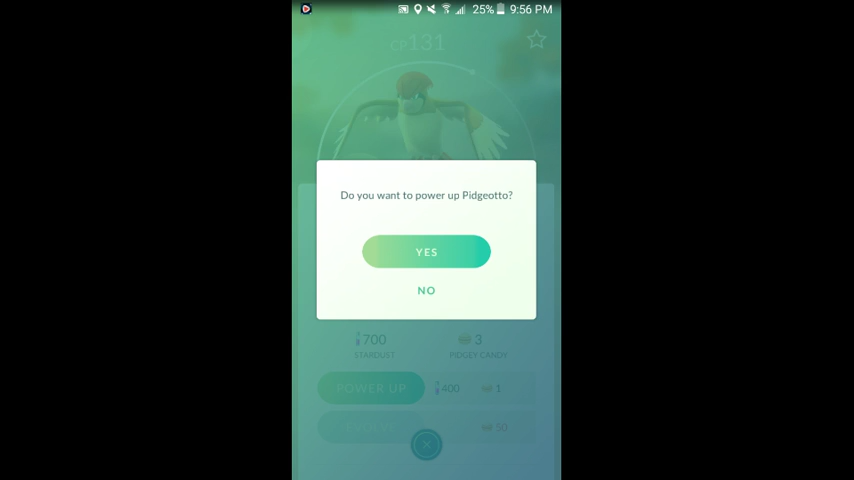 25% 9:56 PM
CP131
Do you want to power up Pidgeotto?
YES
NO
700 3
STARDUST PIDGEY CANDY
POWER UP 400 1
EVOLVE 50